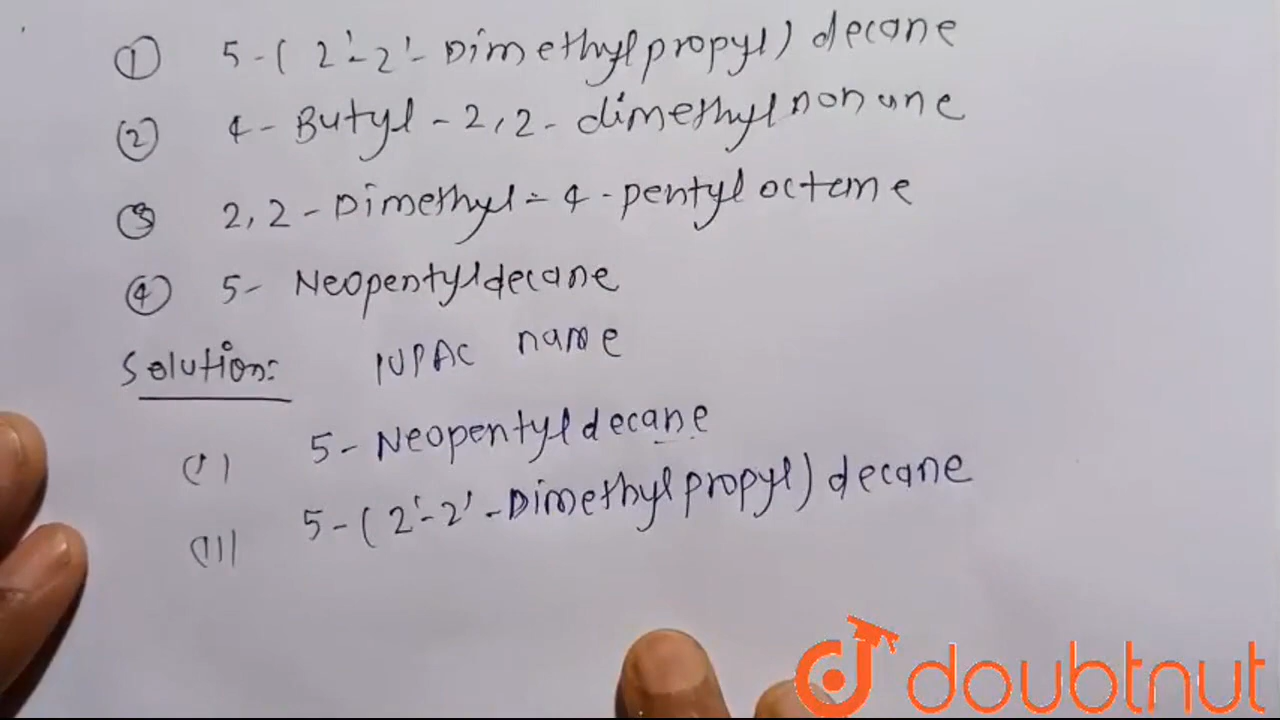 ① 5-(2'-2'-Dimethylpropyl) decane
② 4-Butyl-2,2-dimethylnonane
③ 2,2-Dimethyl-4-pentyloctane
④ 5-Neopentyldecane
Solution: IUPAC name
(I) 5-Neopentyldecane
(II) 5-(2'-2'-Dimethylpropyl) decane
doubtnut